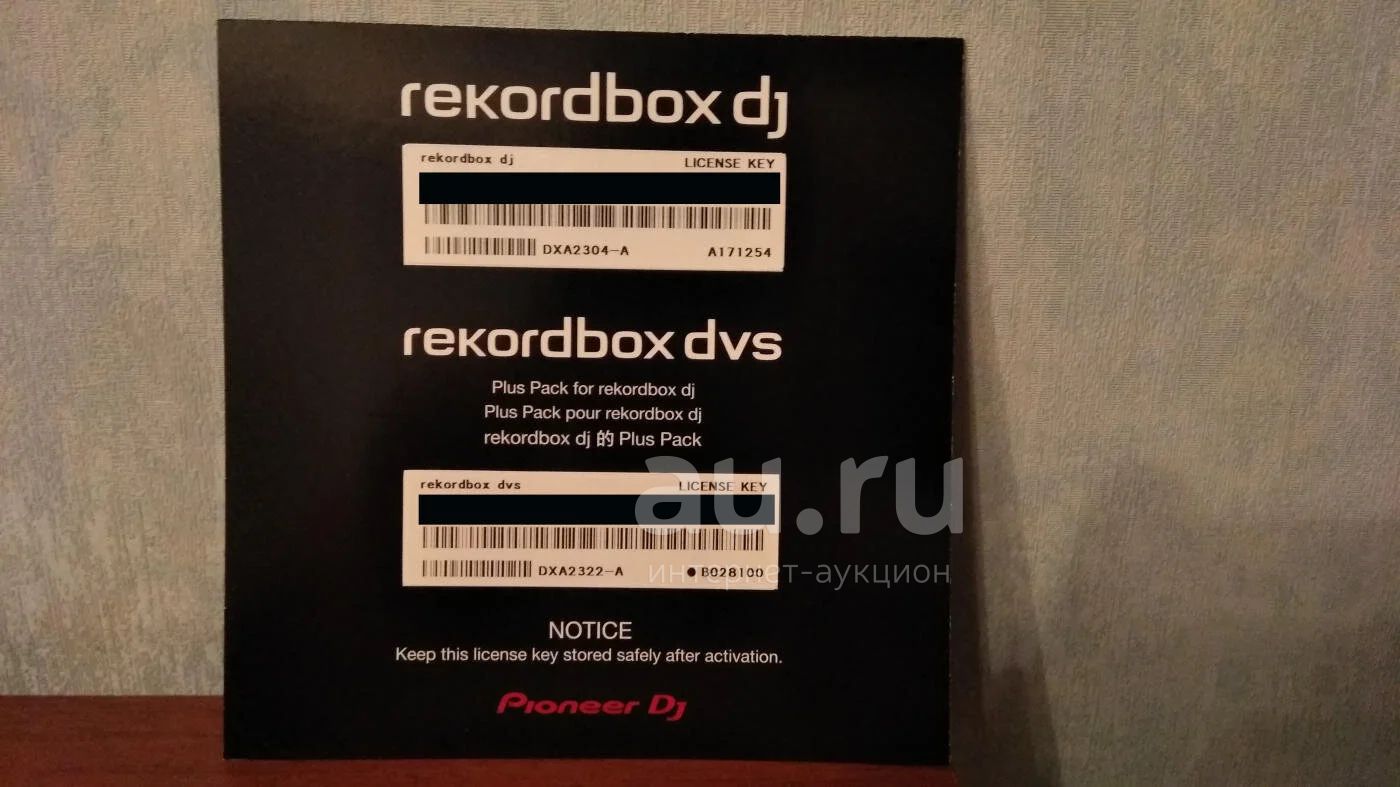 rekordbox dj
rekordbox dj LICENSE KEY
DXA2304-A A171254
rekordbox dvs
Plus Pack for rekordbox dj
Plus Pack pour rekordbox dj
rekordbox dj 的 Plus Pack
rekordbox dvs LICENSE KEY
DXA2322-A ●B028100
au.ru
интернет-аукцион
NOTICE
Keep this license key stored safely after activation.
Pioneer Dj